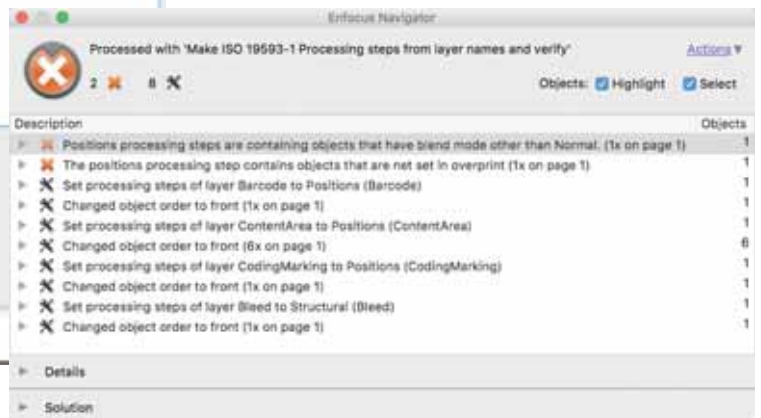 Enfocus Navigator
Processed with 'Make ISO 19593-1 Processing steps from layer names and verify'
Actions
2 8
Objects: Highlight Select
Description Objects
Positions processing steps are containing objects that have blend mode other than Normal. (1x on page 1) 1
The positions processing step contains objects that are not set in overprint (1x on page 1) 1
Set processing steps of layer Barcode to Positions (Barcode) 1
Changed object order to front (1x on page 1) 1
Set processing steps of layer ContentArea to Positions (ContentArea) 1
Changed object order to front (6x on page 1) 6
Set processing steps of layer CodingMarking to Positions (CodingMarking) 1
Changed object order to front (1x on page 1) 1
Set processing steps of layer Bleed to Structural (Bleed) 1
Changed object order to front (1x on page 1) 1
Details
Solution